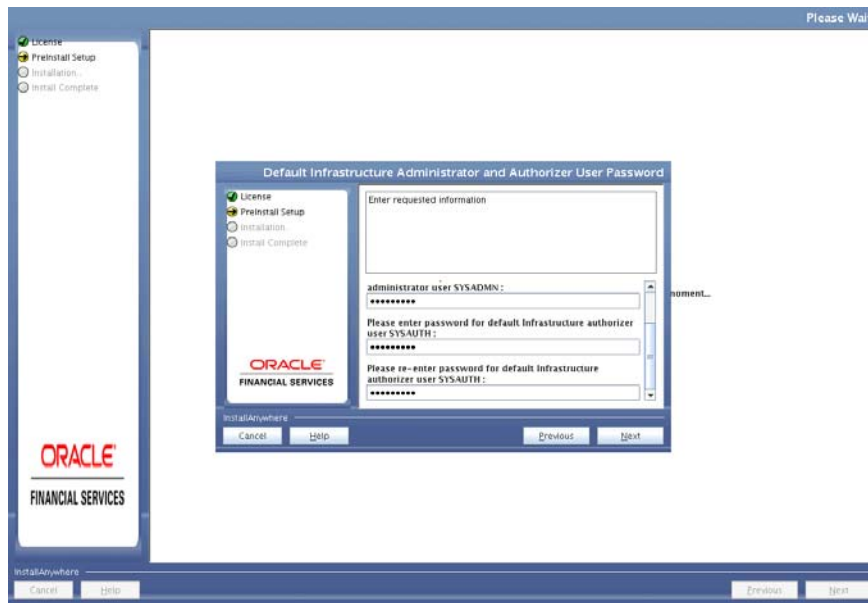 Please Wai
License
Preinstall Setup
Installation..
Install Complete
Default Infrastructure Administrator and Authorizer User Password
License
Preinstall Setup
Installation..
Install Complete
Enter requested information
administrator user SYSADMN :
•••••••••
Please enter password for default Infrastructure authorizer
user SYSAUTH :
•••••••••
Please re-enter password for default Infrastructure
authorizer user SYSAUTH :
•••••••••
moment...
ORACLE
FINANCIAL SERVICES
InstallAnywhere
Cancel
Help
Previous
Next
ORACLE
FINANCIAL SERVICES
InstallAnywhere
Cancel
Help
Previous
Next